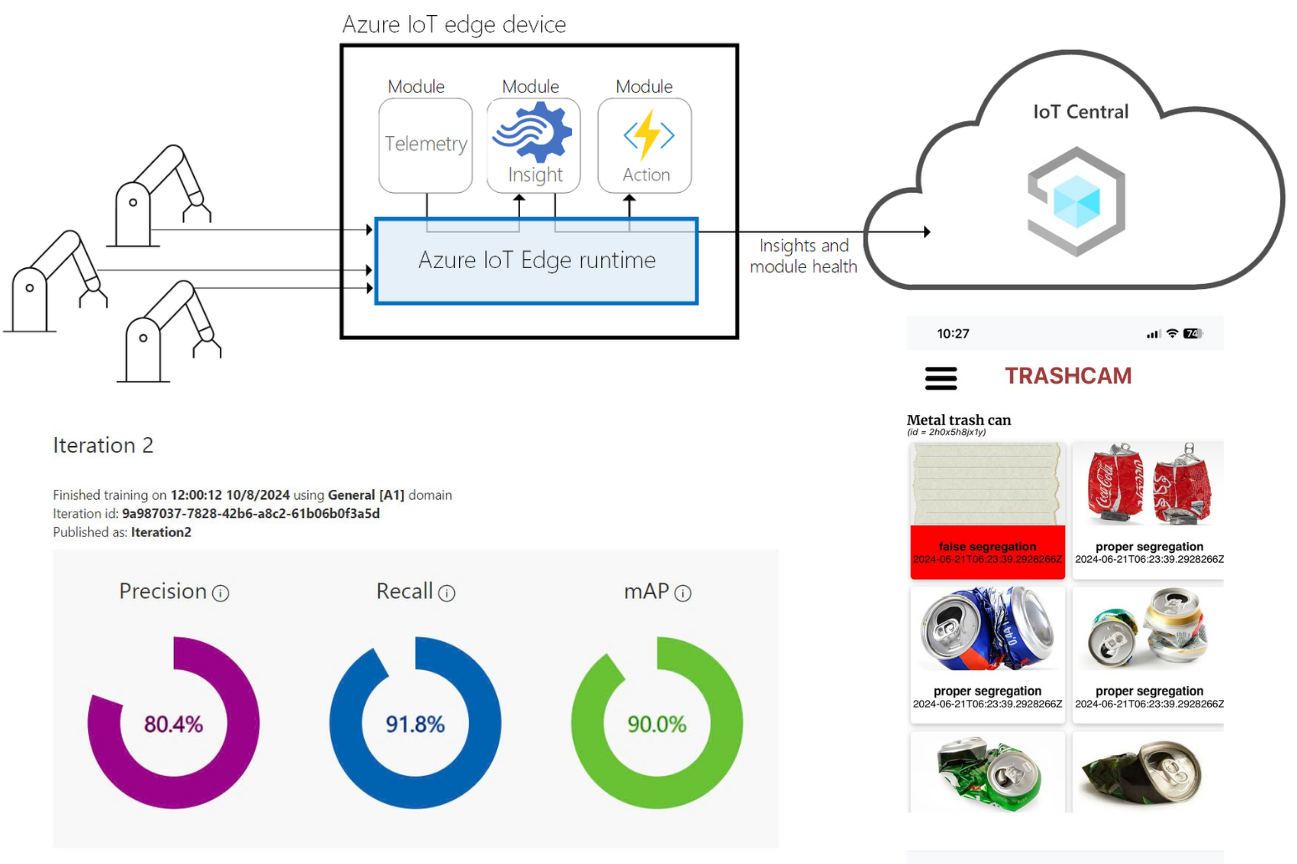 Azure IoT edge device
Module
Module
Module
Telemetry
Insight
Action
Azure IoT Edge runtime
Insights and
module health
IoT Central
Iteration 2
Finished training on 12:00:12 10/8/2024 using General [A1] domain
Iteration id: 9a987037-7828-42b6-a8c2-61b06b0f3a5d
Published as: Iteration2
Precision
Recall
mAP
80.4%
91.8%
90.0%
10:27
74
TRASHCAM
Metal trash can
(id = 2h0x5h8jx1y)
false segregation
2024-06-21T06:23:39.2928266Z
proper segregation
2024-06-21T06:23:39.2928266Z
proper segregation
2024-06-21T06:23:39.2928266Z
proper segregation
2024-06-21T06:23:39.2928266Z
Coca-Cola
0,44 l